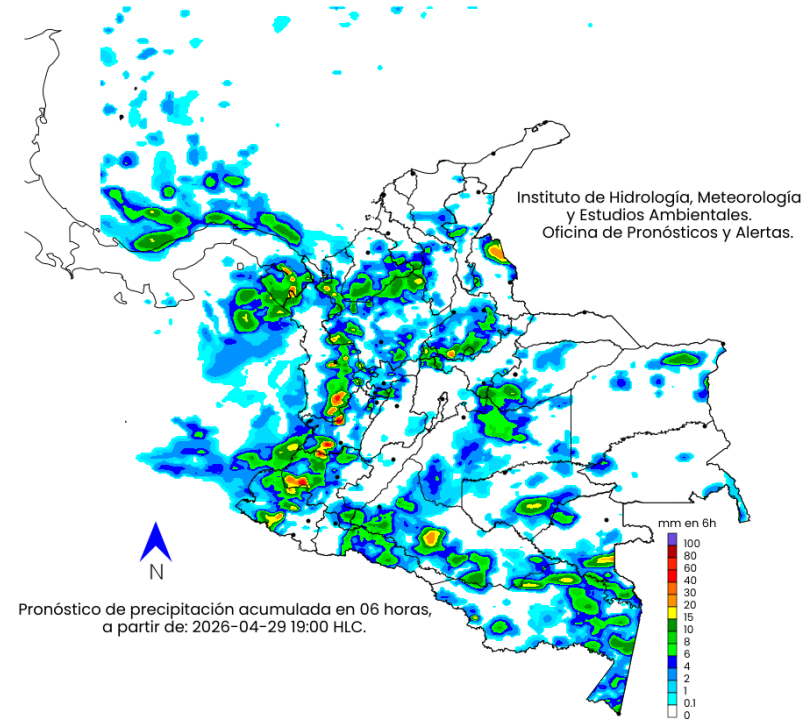 Instituto de Hidrología, Meteorología
y Estudios Ambientales.
Oficina de Pronósticos y Alertas.
mm en 6h
100
80
60
40
30
20
15
10
8
6
4
2
1
0.1
0
N
Pronóstico de precipitación acumulada en 06 horas,
a partir de: 2026-04-29 19:00 HLC.